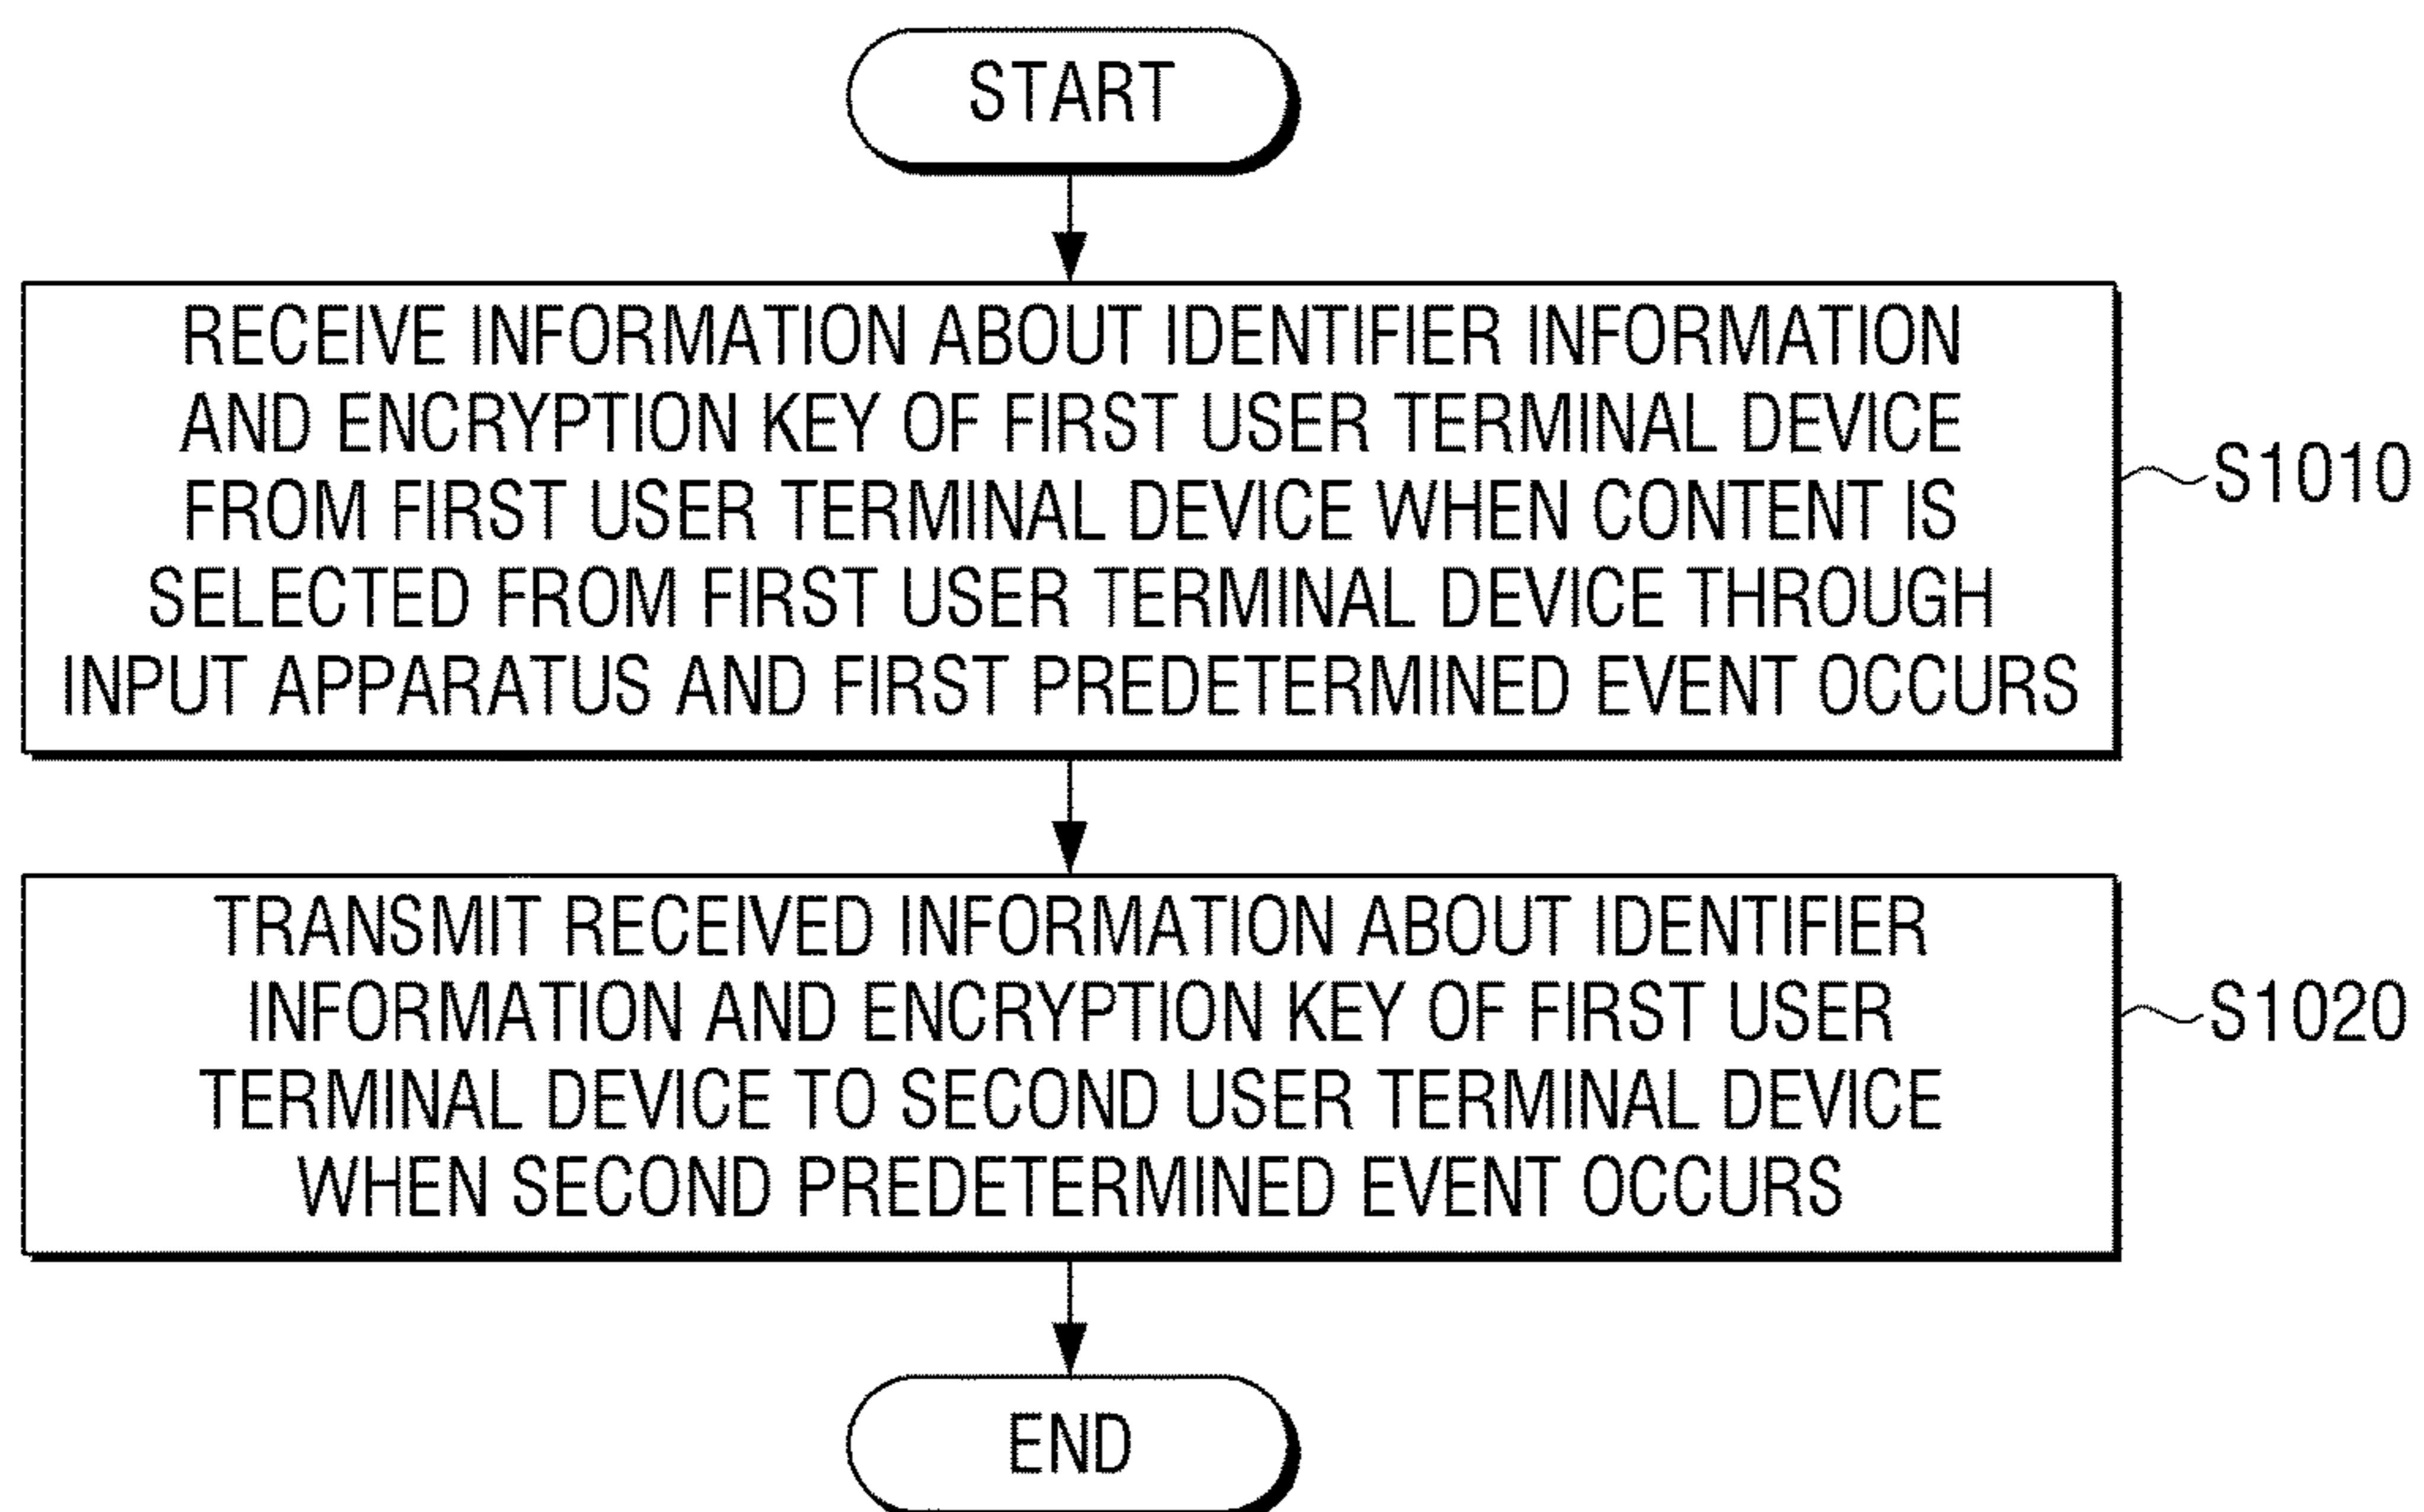 START
RECEIVE INFORMATION ABOUT IDENTIFIER INFORMATION
AND ENCRYPTION KEY OF FIRST USER TERMINAL DEVICE
FROM FIRST USER TERMINAL DEVICE WHEN CONTENT IS
SELECTED FROM FIRST USER TERMINAL DEVICE THROUGH
INPUT APPARATUS AND FIRST PREDETERMINED EVENT OCCURS
S1010
TRANSMIT RECEIVED INFORMATION ABOUT IDENTIFIER
INFORMATION AND ENCRYPTION KEY OF FIRST USER
TERMINAL DEVICE TO SECOND USER TERMINAL DEVICE
WHEN SECOND PREDETERMINED EVENT OCCURS
S1020
END